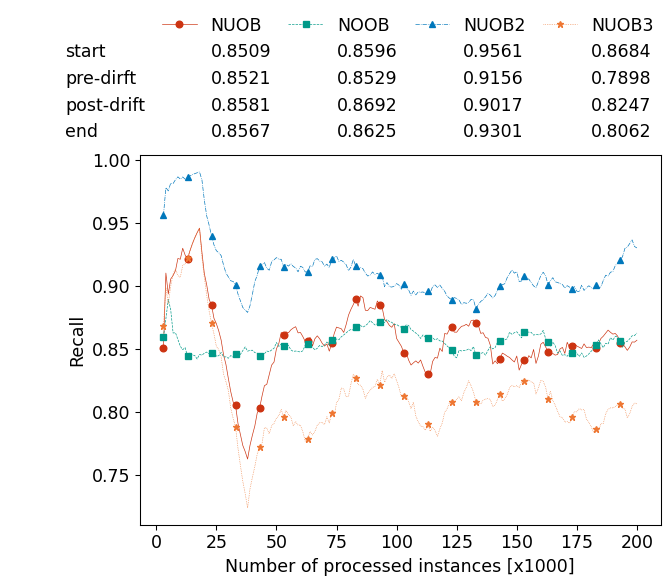 NUOB NOOB NUOB2 NUOB3
start 0.8509 0.8596 0.9561 0.8684
pre-dirft 0.8521 0.8529 0.9156 0.7898
post-drift 0.8581 0.8692 0.9017 0.8247
end 0.8567 0.8625 0.9301 0.8062
1.00
0.95
0.90
0.85
0.80
0.75
Recall
0 25 50 75 100 125 150 175 200
Number of processed instances [x1000]